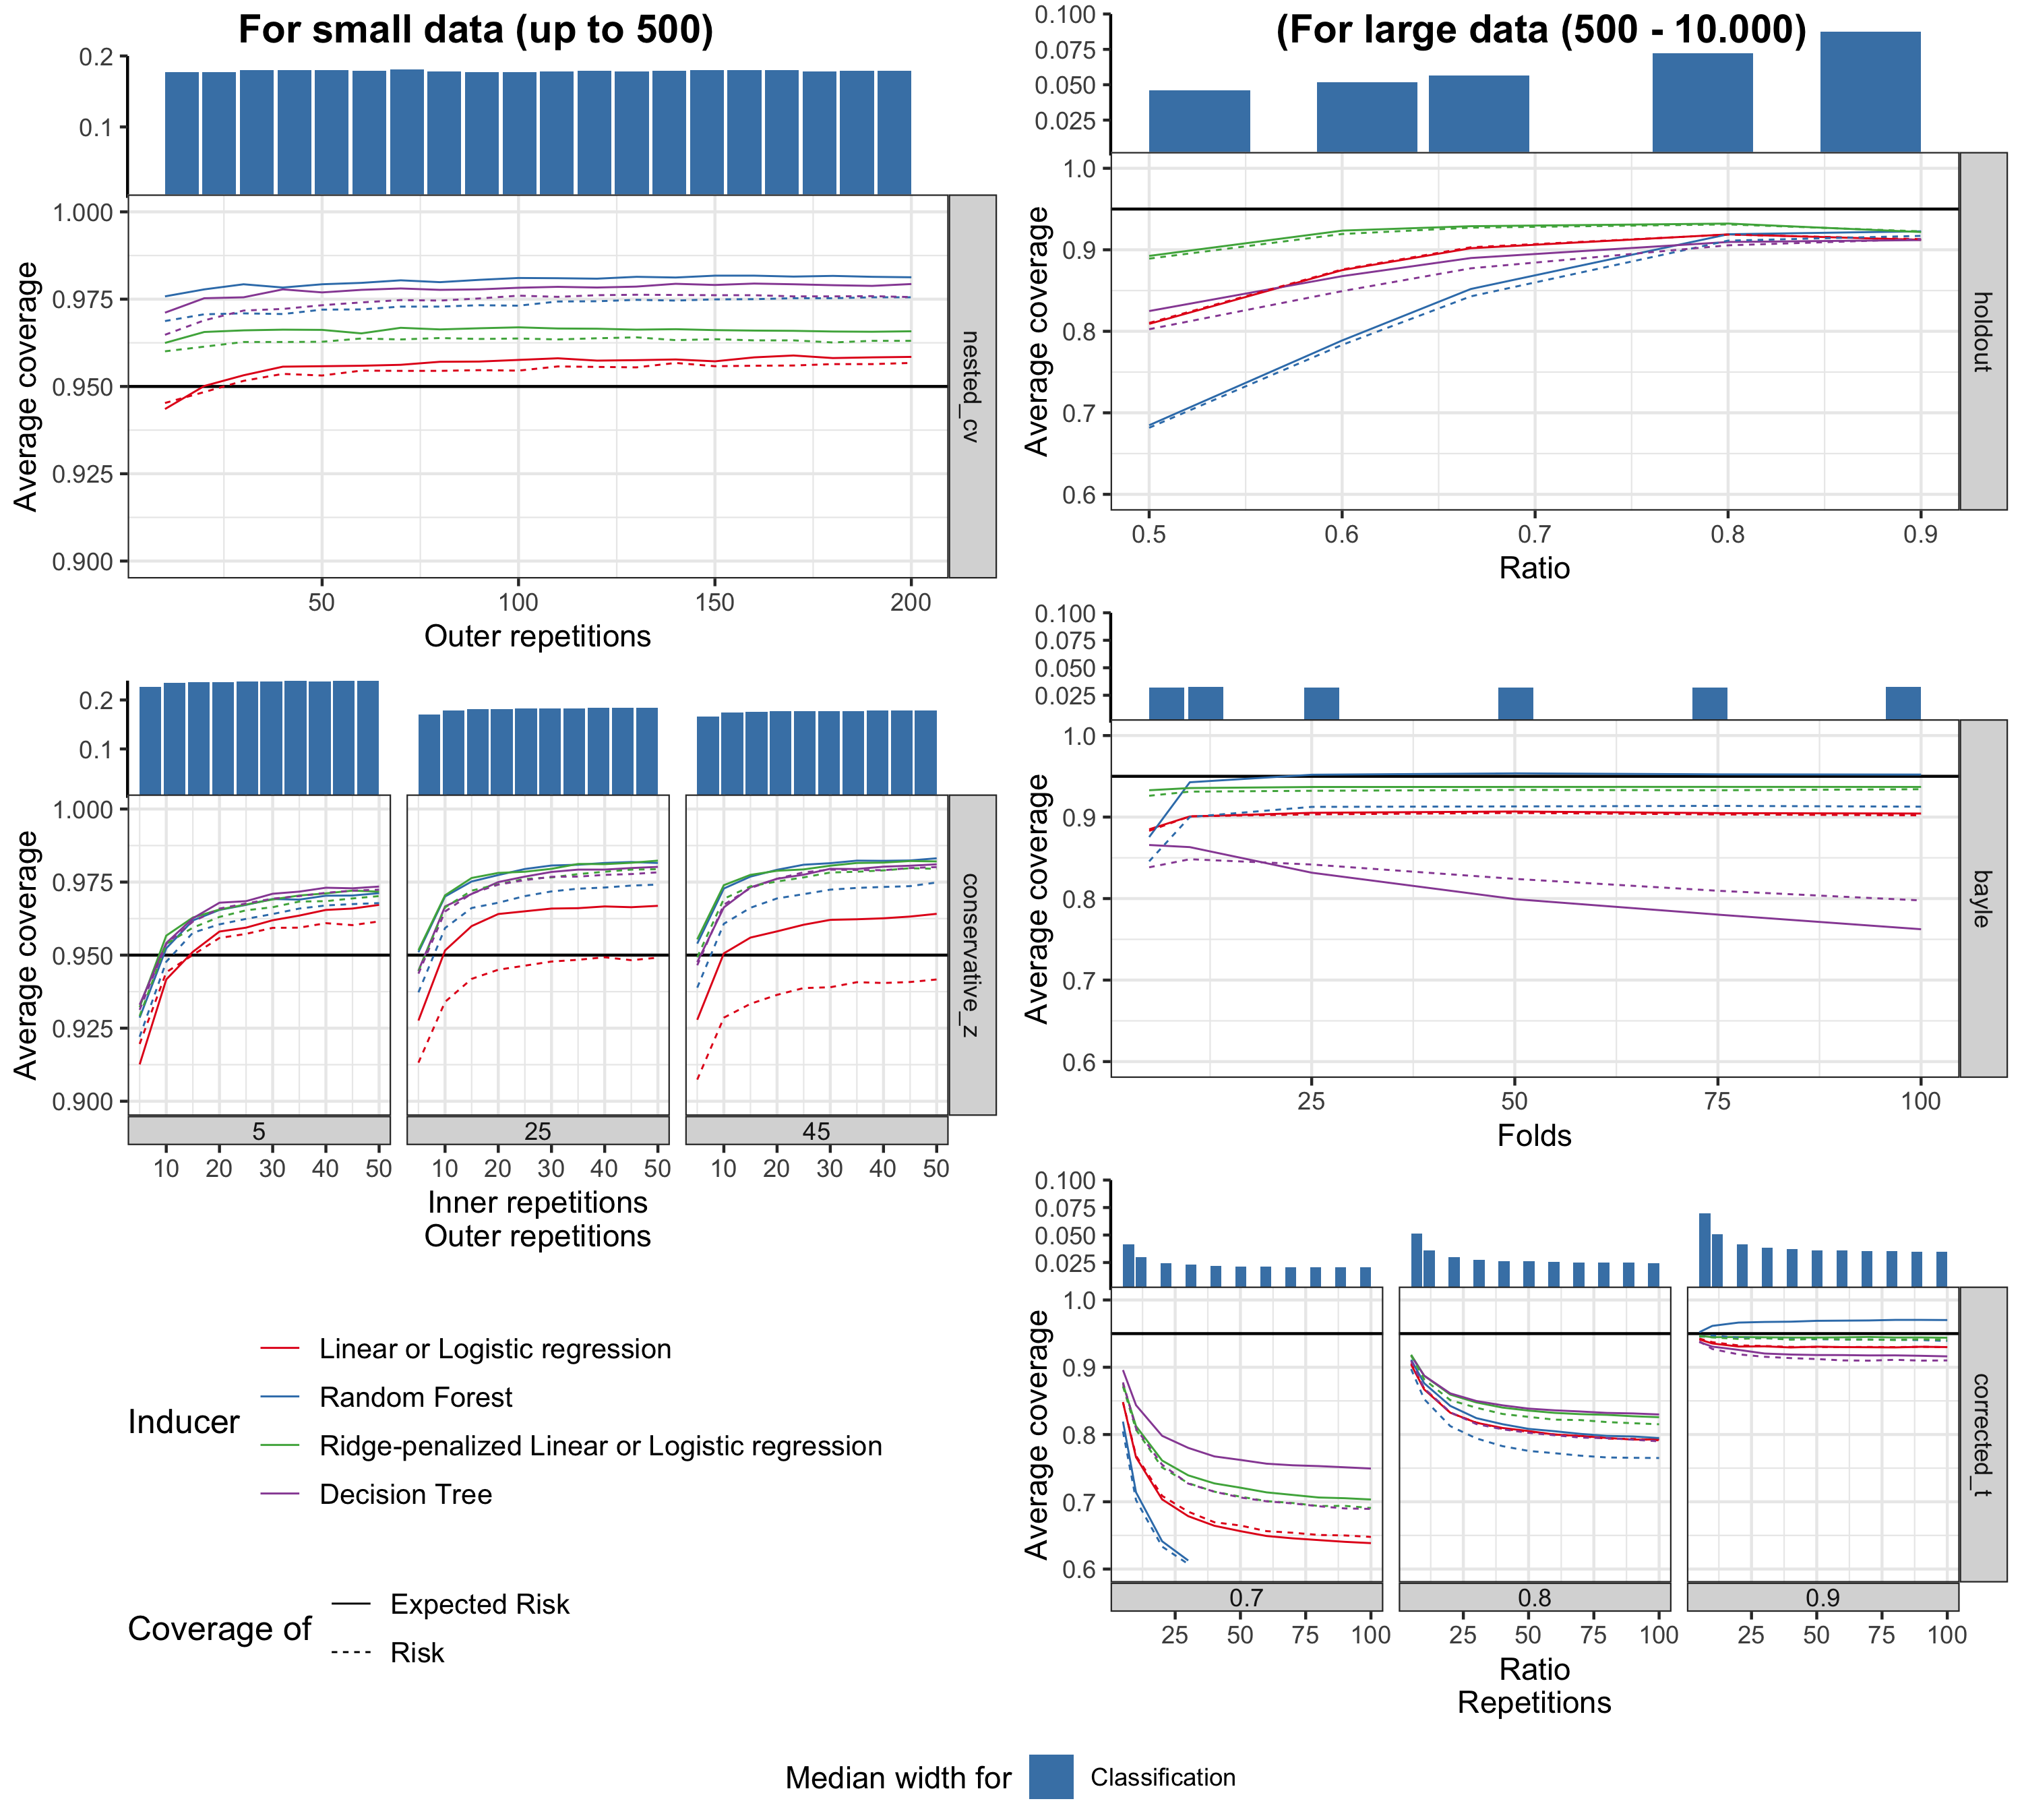 For small data (up to 500)
0.2
0.1
1.000
0.975
0.950
0.925
0.900
Average coverage
nested_cv
50 100 150 200
Outer repetitions
0.2
0.1
1.000
0.975
0.950
0.925
0.900
Average coverage
conservative_z
5 25 45
10 20 30 40 50 10 20 30 40 50 10 20 30 40 50
Inner repetitions
Outer repetitions
Inducer
Linear or Logistic regression
Random Forest
Ridge-penalized Linear or Logistic regression
Decision Tree
Coverage of
Expected Risk
Risk
(For large data (500 - 10.000)
0.100
0.075
0.050
0.025
1.0
0.9
0.8
0.7
0.6
Average coverage
holdout
0.5 0.6 0.7 0.8 0.9
Ratio
0.100
0.075
0.050
0.025
1.0
0.9
0.8
0.7
0.6
Average coverage
bayle
25 50 75 100
Folds
0.100
0.075
0.050
0.025
1.0
0.9
0.8
0.7
0.6
Average coverage
corrected_t
0.7 0.8 0.9
25 50 75 100 25 50 75 100 25 50 75 100
Ratio
Repetitions
Median width for Classification